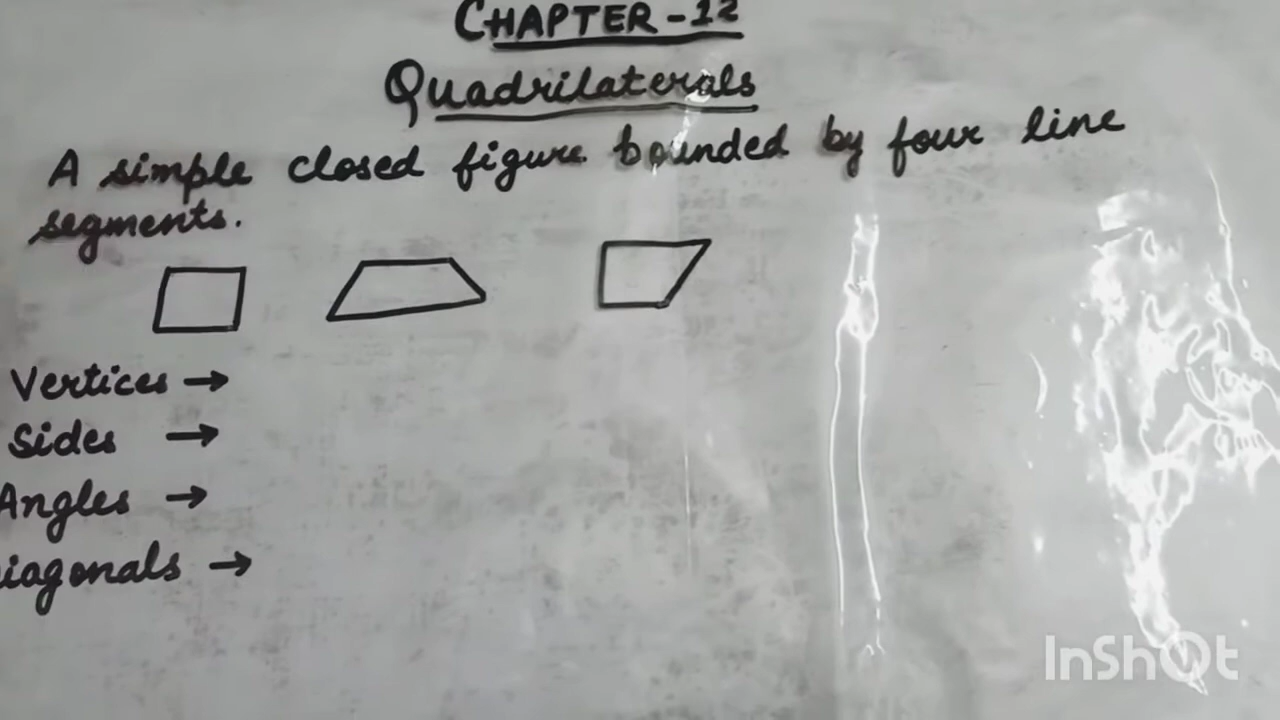 CHAPTER-12
Quadrilaterals
A simple closed figure bounded by four line
segments.
Vertices →
Sides →
Angles →
iagonals →
InShOt